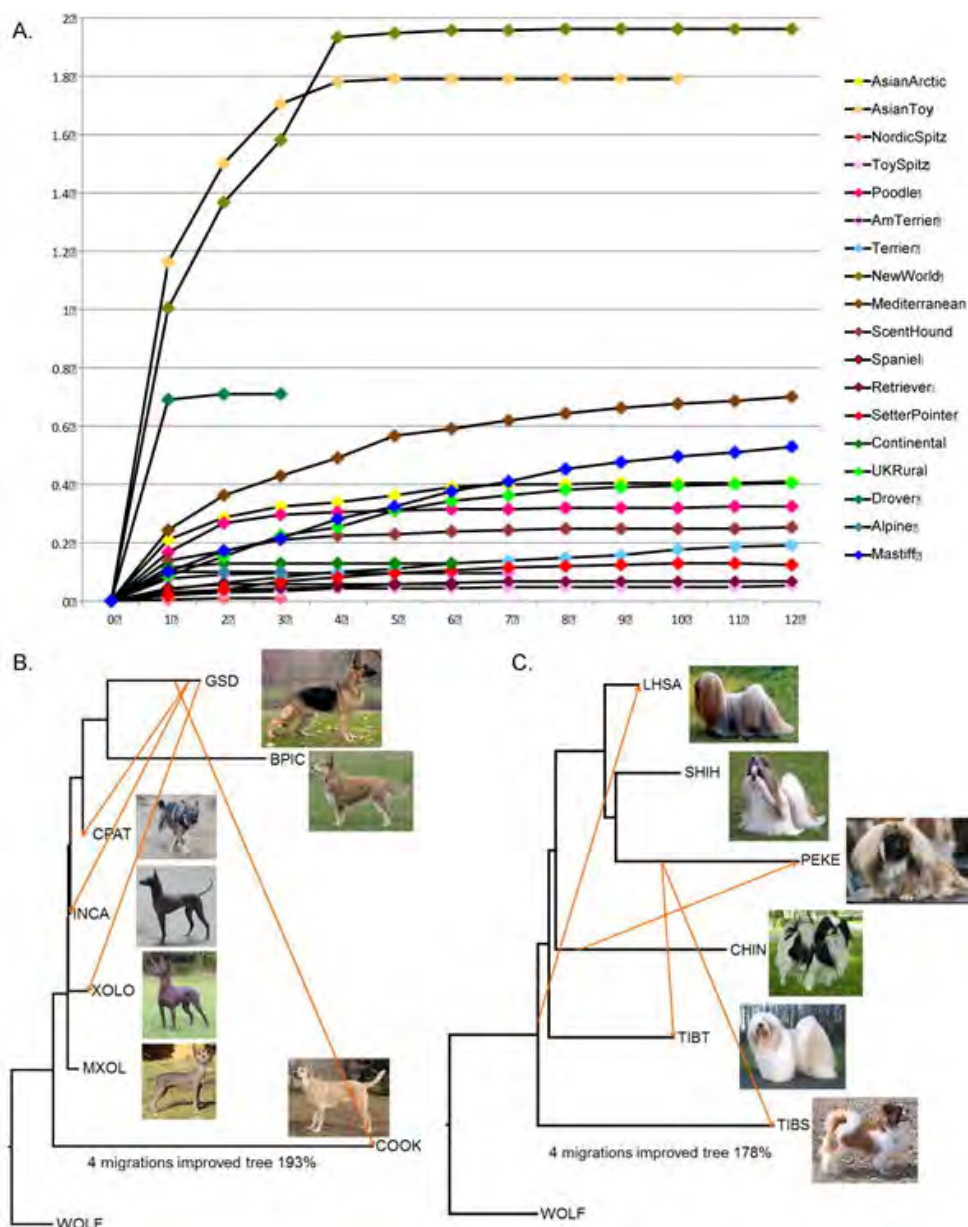 A.
2
1.8
1.6
1.4
1.2
1
0.8
0.6
0.4
0.2
0
0 1 2 3 4 5 6 7 8 9 10 11 12
AsianArctic
AsianToy
NordicSpitz
ToySpitz
Poodle
AmTerrier
Terrier
NewWorld
Mediterranean
ScentHound
Spaniel
Retriever
SetterPointer
Continental
UKRural
Drover
Alpine
Mastiff
B.
GSD
BPIC
CPAT
INCA
XOLO
MXOL
COOK
4 migrations improved tree 193%
WOLF
C.
LHSA
SHIH
PEKE
CHIN
TIBT
TIBS
4 migrations improved tree 178%
WOLF